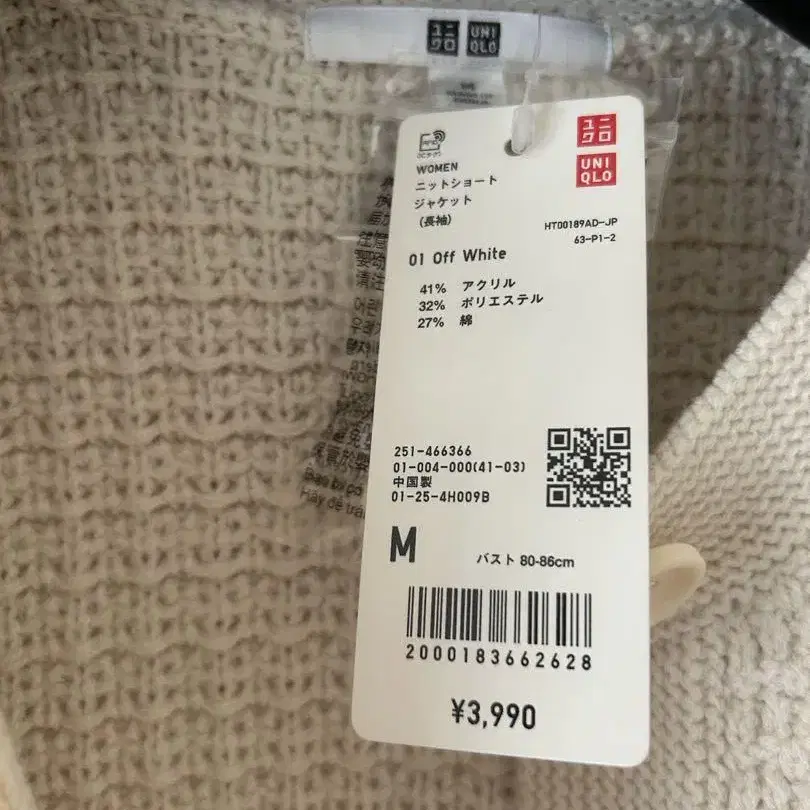 ユニクロ UNIQLO
ユニクロ
UNIQLO
RFID
WOMEN
ニットショート
ジャケット
(長袖)
HT00189AD-JP
63-P1-2
01 Off White
41% アクリル
32% ポリエステル
27% 綿
251-466366
01-004-000(41-03)
中国製
01-25-4H009B
M バスト 80-86cm
2000183662628
¥3,990